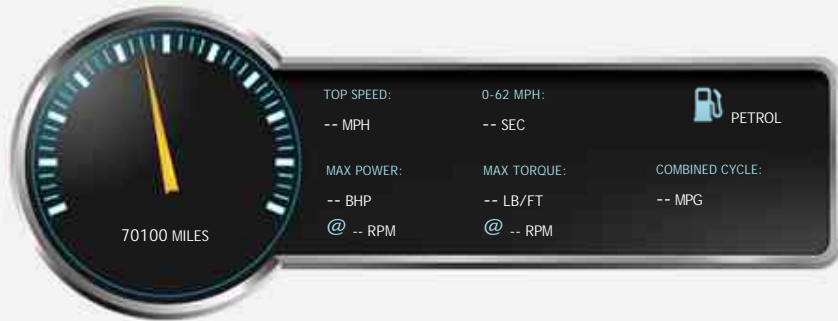 TOP SPEED:
-- MPH
0-62 MPH:
-- SEC
PETROL
MAX POWER:
-- BHP
@ -- RPM
MAX TORQUE:
-- LB/FT
@ -- RPM
COMBINED CYCLE:
-- MPG
70100 MILES